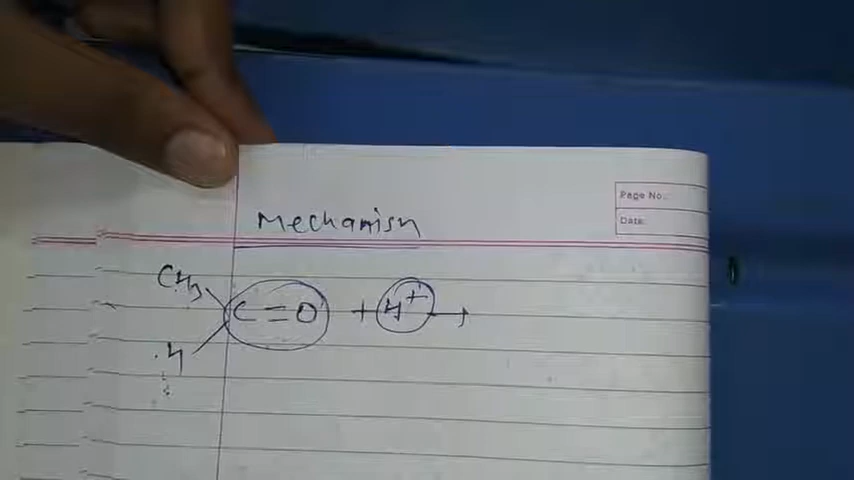 Page No.
Date:
Mechanism
CH3
C=O + H+ →
H